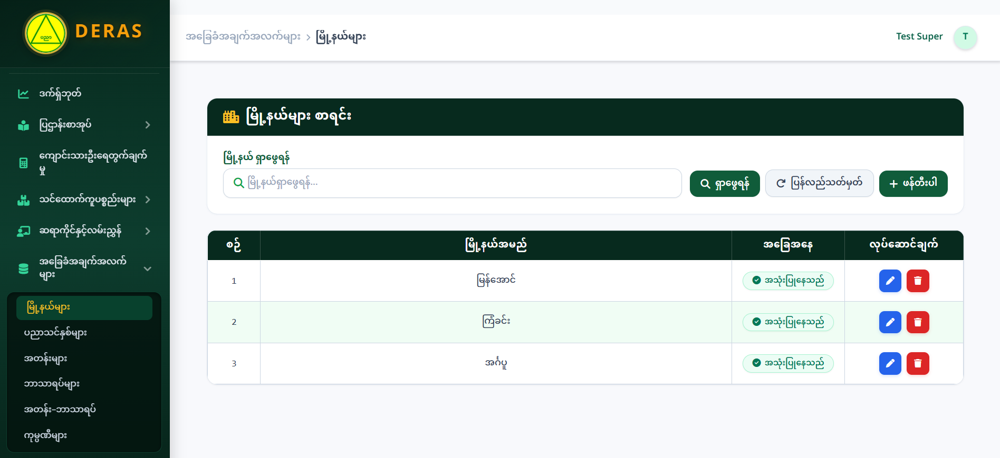 ပညာ
DERAS
ဒက်ရှ်ဘုတ်
ပြဌာန်းစာအုပ်
ကျောင်းသားဦးရေတွက်ချက်
မှု
သင်ထောက်ကူပစ္စည်းများ
ဆရာကိုင်နှင့်လမ်းညွှန်
အခြေခံအချက်အလက်
များ
မြို့နယ်များ
ပညာသင်နှစ်များ
အတန်းများ
ဘာသာရပ်များ
အတန်း-ဘာသာရပ်
ကုမ္ပဏီများ
အခြေခံအချက်အလက်များ > မြို့နယ်များ
Test Super T
မြို့နယ်များ စာရင်း
မြို့နယ် ရှာဖွေရန်
မြို့နယ်ရှာဖွေရန်...
ရှာဖွေရန်
ပြန်လည်သတ်မှတ်
ဖန်တီးပါ
စဉ် မြို့နယ်အမည် အခြေအနေ လုပ်ဆောင်ချက်
1 မြန်အောင် အသုံးပြုနေသည်
2 ကြံခင်း အသုံးပြုနေသည်
3 အင်္ဂပူ အသုံးပြုနေသည်